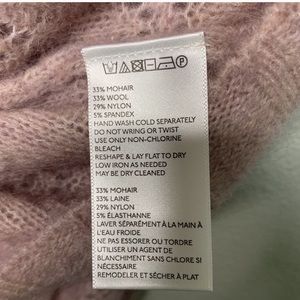 33% MOHAIR
33% WOOL
29% NYLON
5% SPANDEX
HAND WASH COLD SEPARATELY
DO NOT WRING OR TWIST
USE ONLY NON-CHLORINE
BLEACH
RESHAPE & LAY FLAT TO DRY
LOW IRON AS NEEDED
MAY BE DRY CLEANED
33% MOHAIR
33% LAINE
29% NYLON
5% ÉLASTHANNE
LAVER SÉPARÉMENT À LA MAIN À
L'EAU FROIDE
NE PAS ESSORER OU TORDRE
UTILISER UN AGENT DE
BLANCHIMENT SANS CHLORE SI
NÉCESSAIRE
REMODELER ET SÉCHER À PLAT